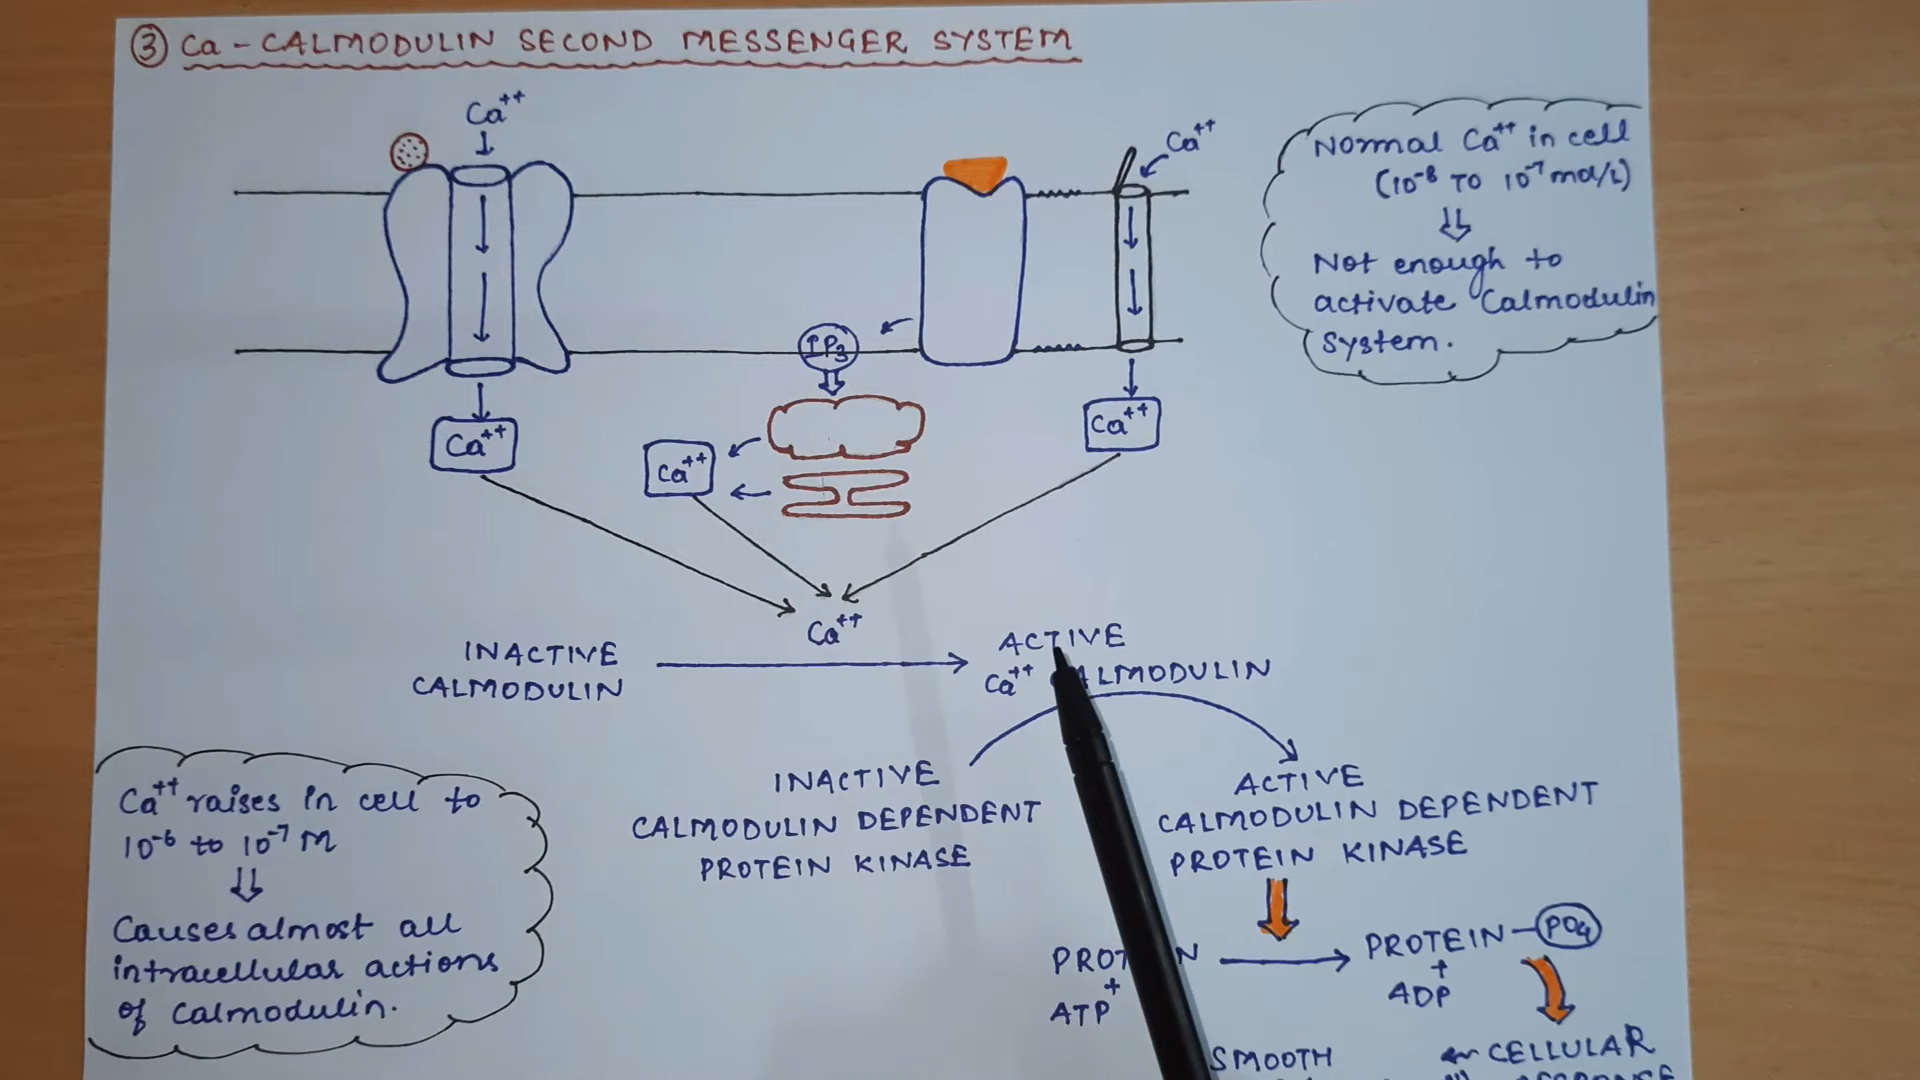 ③ Ca - CALMODULIN SECOND MESSENGER SYSTEM
Ca⁺⁺
Ca⁺⁺
Normal Ca⁺⁺ in cell
(10⁻⁸ TO 10⁻⁷ mol/L)
⇓
Not enough to
activate Calmodulin
System.
IP₃
Ca⁺⁺
Ca⁺⁺
Ca⁺⁺
Ca⁺⁺
INACTIVE
CALMODULIN
ACTIVE
Ca⁺⁺ CALMODULIN
Ca⁺⁺ raises in cell to
10⁻⁶ to 10⁻⁷ M
⇓
Causes almost all
intracellular actions
of Calmodulin.
INACTIVE
CALMODULIN DEPENDENT
PROTEIN KINASE
ACTIVE
CALMODULIN DEPENDENT
PROTEIN KINASE
PROTEIN
+
ATP
PROTEIN - PO₄
+
ADP
SMOOTH
← CELLULAR